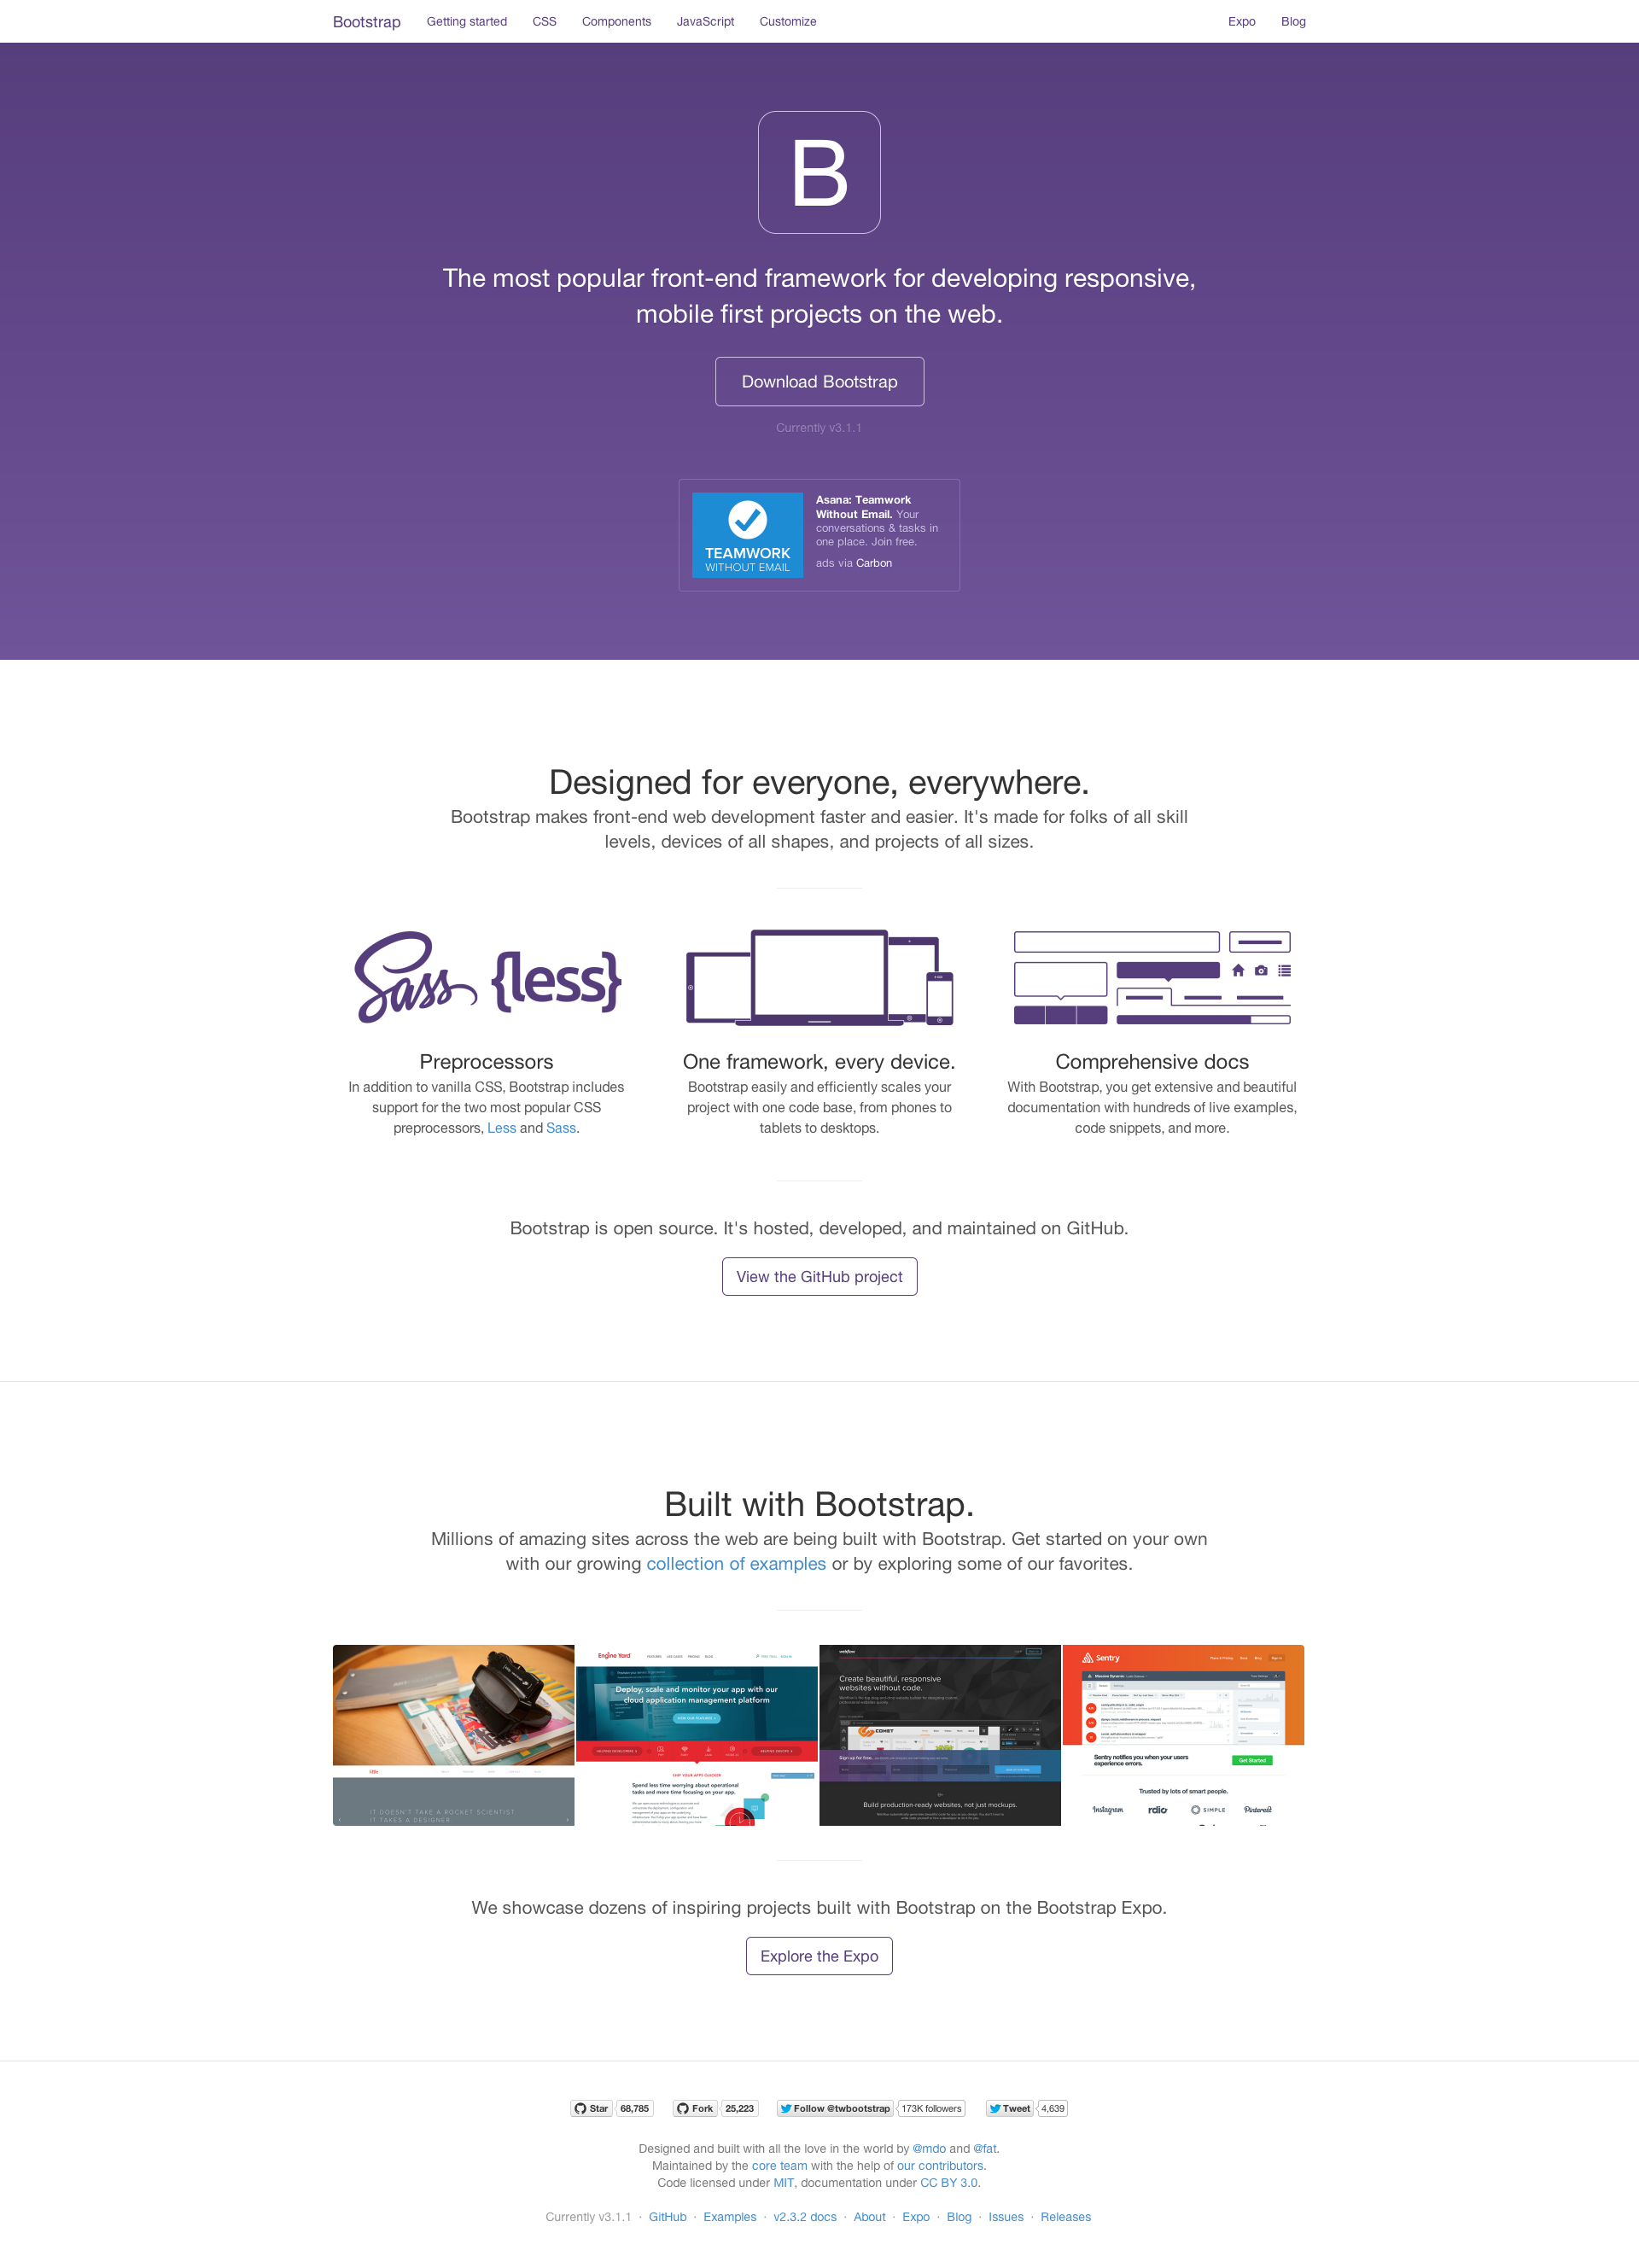 Bootstrap Getting started CSS Components JavaScript Customize Expo Blog
B
The most popular front-end framework for developing responsive,
mobile first projects on the web.
Download Bootstrap
Currently v3.1.1
TEAMWORK
WITHOUT EMAIL
Asana: Teamwork
Without Email. Your
conversations & tasks in
one place. Join free.
ads via Carbon
Designed for everyone, everywhere.
Bootstrap makes front-end web development faster and easier. It's made for folks of all skill
levels, devices of all shapes, and projects of all sizes.
Sass {less}
Preprocessors
In addition to vanilla CSS, Bootstrap includes
support for the two most popular CSS
preprocessors, Less and Sass.
One framework, every device.
Bootstrap easily and efficiently scales your
project with one code base, from phones to
tablets to desktops.
Comprehensive docs
With Bootstrap, you get extensive and beautiful
documentation with hundreds of live examples,
code snippets, and more.
Bootstrap is open source. It's hosted, developed, and maintained on GitHub.
View the GitHub project
Built with Bootstrap.
Millions of amazing sites across the web are being built with Bootstrap. Get started on your own
with our growing collection of examples or by exploring some of our favorites.
IT DOESN'T TAKE A ROCKET SCIENTIST.
IT TAKES A DESIGNER
Engine Yard
Deploy, scale and monitor your app with our
cloud application management platform
SHIP YOUR APPS QUICKER
Spend less time worrying about operational
tasks and more time focusing on your app.
webflow
Create beautiful, responsive
websites without code.
COMET
Sign up for free.
Build production-ready websites, not just mockups.
Sentry
Sentry notifies you when your users
experience errors.
Get Started
Trusted by lots of smart people.
Instagram rdio SIMPLE Pinterest
We showcase dozens of inspiring projects built with Bootstrap on the Bootstrap Expo.
Explore the Expo
Star 68,785 Fork 25,223 Follow @twbootstrap 173K followers Tweet 4,639
Designed and built with all the love in the world by @mdo and @fat.
Maintained by the core team with the help of our contributors.
Code licensed under MIT, documentation under CC BY 3.0.
Currently v3.1.1 · GitHub · Examples · v2.3.2 docs · About · Expo · Blog · Issues · Releases